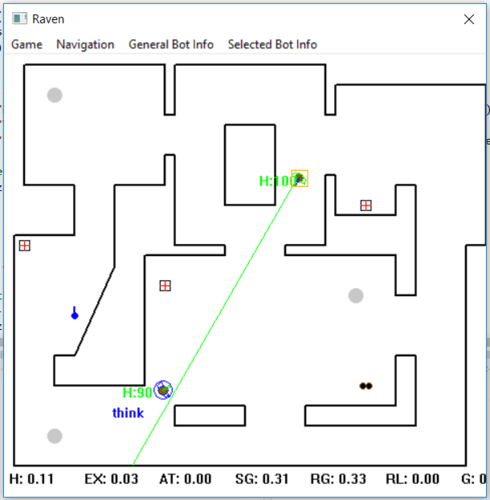 Raven
Game Navigation General Bot Info Selected Bot Info
H:100
H:90
think
H: 0.11 EX: 0.03 AT: 0.00 SG: 0.31 RG: 0.33 RL: 0.00 G: 0